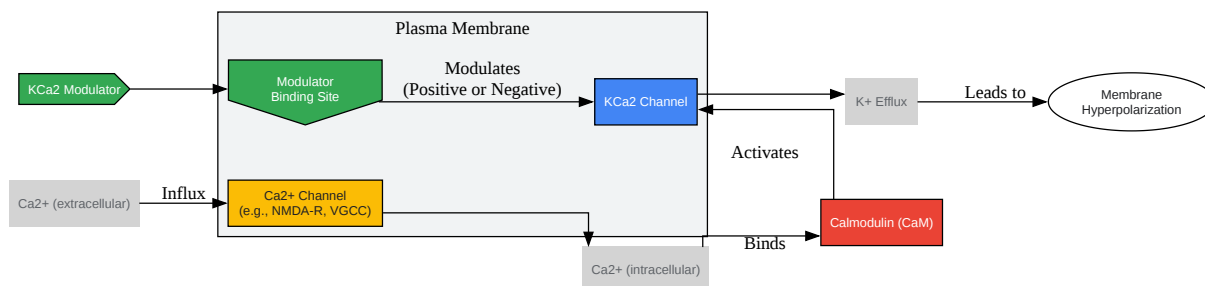 Plasma Membrane
KCa2 Modulator
Modulator
Binding Site
Modulates
(Positive or Negative)
KCa2 Channel
K+ Efflux
Leads to
Membrane
Hyperpolarization
Activates
Ca2+ (extracellular)
Influx
Ca2+ Channel
(e.g., NMDA-R, VGCC)
Ca2+ (intracellular)
Binds
Calmodulin (CaM)